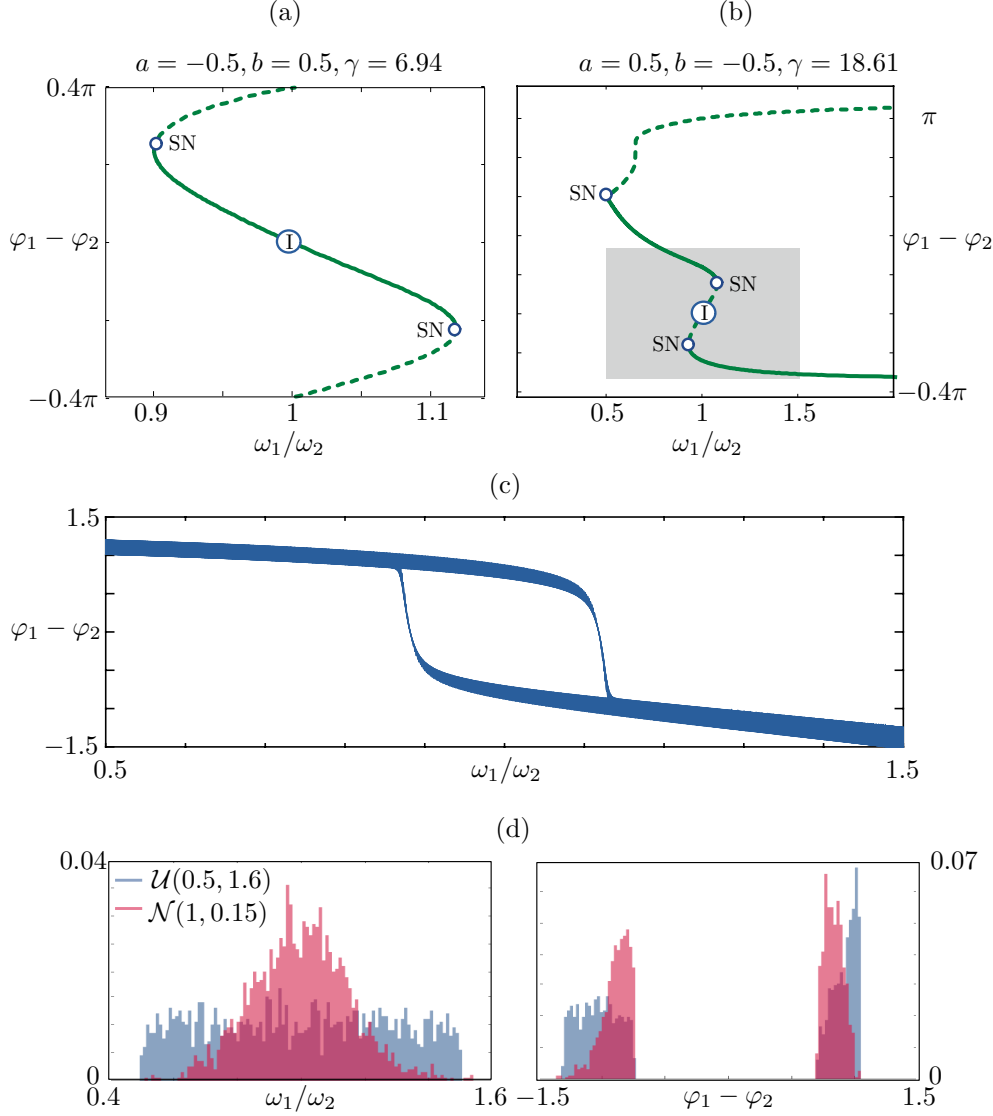 (a)
(b)
a = −0.5, b = 0.5, γ = 6.94
a = 0.5, b = −0.5, γ = 18.61
0.4π
SN
φ₁ − φ₂
I
SN
−0.4π
0.9
1
1.1
ω₁/ω₂
π
SN
φ₁ − φ₂
SN
I
SN
−0.4π
0.5
1
1.5
ω₁/ω₂
(c)
1.5
φ₁ − φ₂
−1.5
0.5
ω₁/ω₂
1.5
(d)
0.04
U(0.5, 1.6)
N(1, 0.15)
0
0.4
ω₁/ω₂
1.6
0.07
0
−1.5
φ₁ − φ₂
1.5